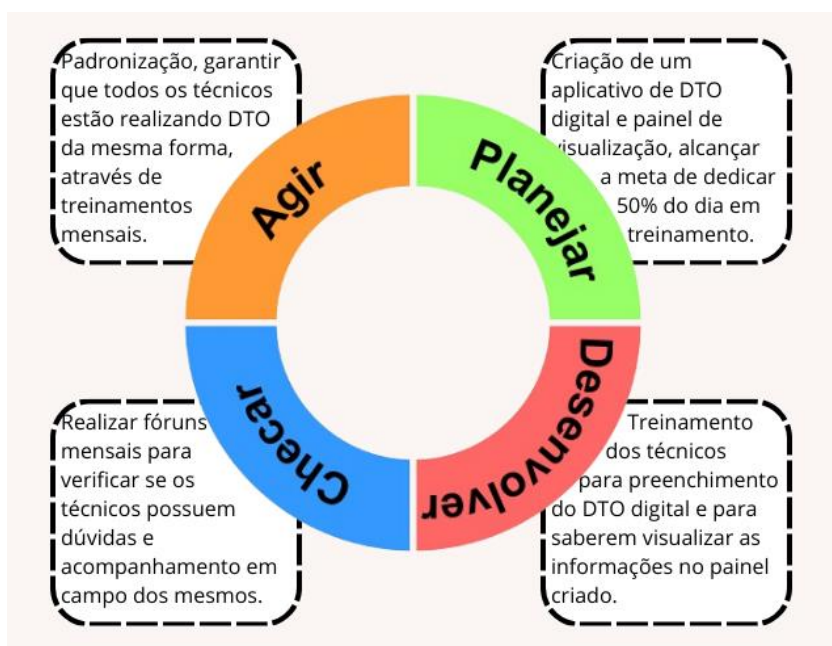 Padronização, garantir
que todos os técnicos
estão realizando DTO
da mesma forma,
através de
treinamentos
mensais.
Agir
Criação de um
aplicativo de DTO
digital e painel de
visualização, alcançar
a meta de dedicar
50% do dia em
treinamento.
Planejar
Realizar fóruns
mensais para
verificar se os
técnicos possuem
dúvidas e
acompanhamento em
campo dos mesmos.
Checar
Treinamento
dos técnicos
para preenchimento
do DTO digital e para
saberem visualizar as
informações no painel
criado.
Desenvolver